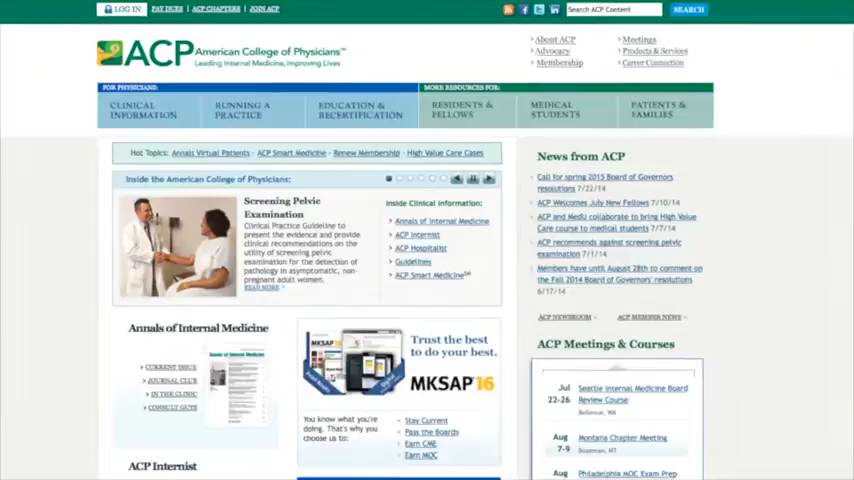 LOG IN
PAY DUES | ACP CHAPTERS | JOIN ACP
Search ACP Content
SEARCH
ACP American College of Physicians™
Leading Internal Medicine, Improving Lives
About ACP
Advocacy
Membership
Meetings
Products & Services
Career Connection
FOR PHYSICIANS:
MORE RESOURCES FOR:
CLINICAL
INFORMATION
RUNNING A
PRACTICE
EDUCATION &
RECERTIFICATION
RESIDENTS &
FELLOWS
MEDICAL
STUDENTS
PATIENTS &
FAMILIES
Hot Topics: Annals Virtual Patients · ACP Smart Medicine · Renew Membership · High Value Care Cases
Inside the American College of Physicians:
Screening Pelvic
Examination
Clinical Practice Guideline to
present the evidence and provide
clinical recommendations on the
utility of screening pelvic
examination for the detection of
pathology in asymptomatic, non-
pregnant adult women.
READ MORE
Inside Clinical Information:
Annals of Internal Medicine
ACP Internist
ACP Hospitalist
Guidelines
ACP Smart Medicine℠
Annals of Internal Medicine
CURRENT ISSUE
JOURNAL CLUB
IN THE CLINIC
CONSULT GUYS
ACP Internist
MKSAP 16
Trust the best
to do your best.
MKSAP 16
You know what you're
doing. That's why you
choose us to:
Stay Current
Pass the Boards
Earn CME
Earn MOC
News from ACP
Call for spring 2015 Board of Governors
resolutions 7/22/14
ACP Welcomes July New Fellows 7/10/14
ACP and MedU collaborate to bring High Value
Care course to medical students 7/7/14
ACP recommends against screening pelvic
examination 7/1/14
Members have until August 28th to comment on
the Fall 2014 Board of Governors' resolutions
6/17/14
ACP NEWSROOM
ACP MEMBER NEWS
ACP Meetings & Courses
Jul
22-26
Seattle Internal Medicine Board
Review Course
Bellevue, WA
Aug
7-9
Montana Chapter Meeting
Bozeman, MT
Aug
Philadelphia MOC Exam Prep